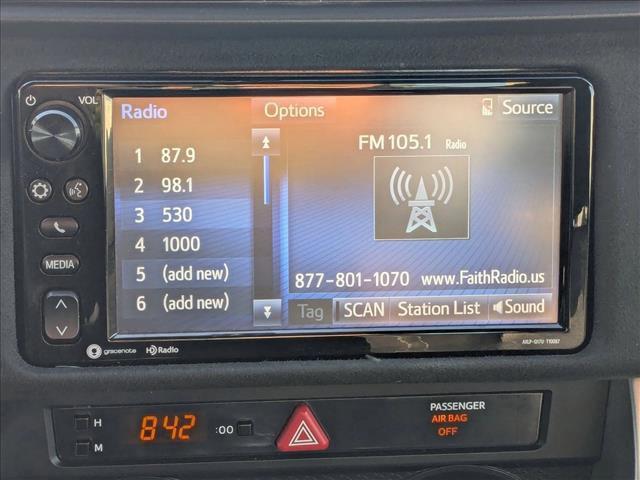 VOL
Radio
Options
Source
1 87.9
2 98.1
3 530
4 1000
5 (add new)
6 (add new)
FM 105.1 Radio
877-801-1070 www.FaithRadio.us
Tag SCAN Station List Sound
MEDIA
gracenote HD Radio
H
M
8:42
:00
PASSENGER
AIR BAG
OFF